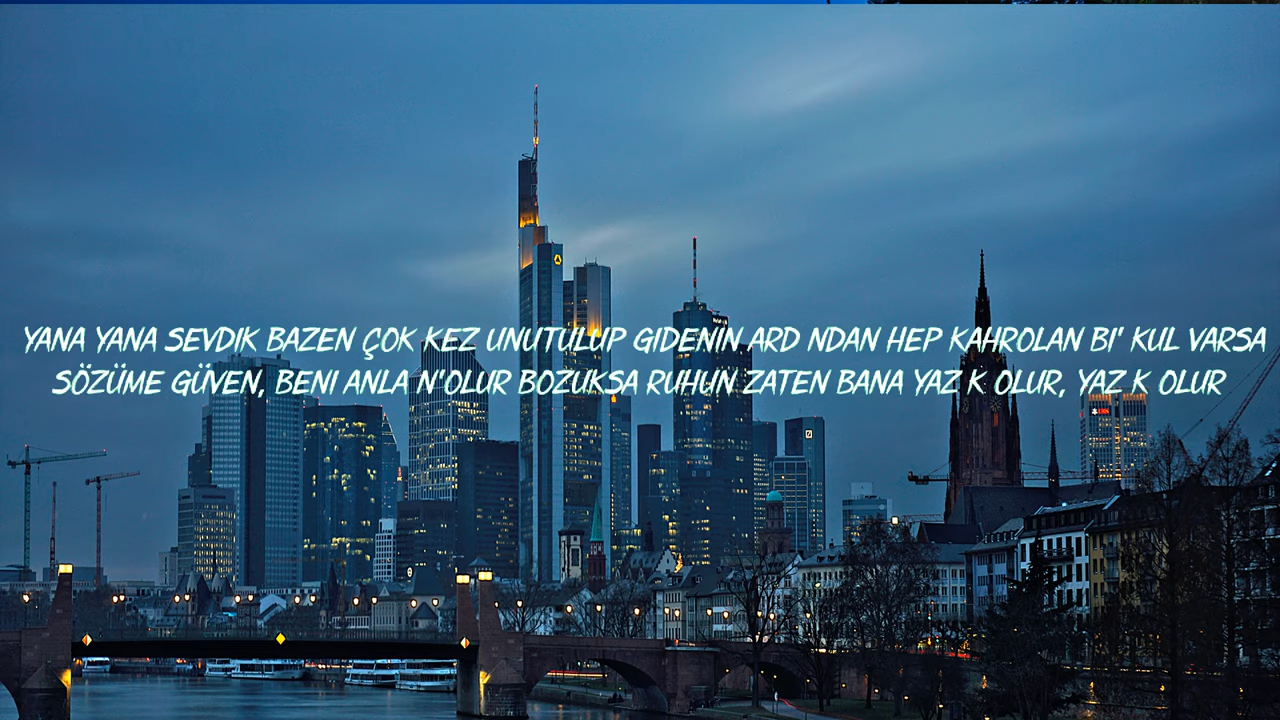 YANA YANA SEVDIK BAZEN ÇOK KEZ UNUTULUP GIDENIN ARD NDAN HEP KAHROLAN BI' KUL VARSA
SÖZÜME GÜVEN, BENI ANLA N'OLUR BOZUKSA RUHUN ZATEN BANA YAZ K OLUR, YAZ K OLUR